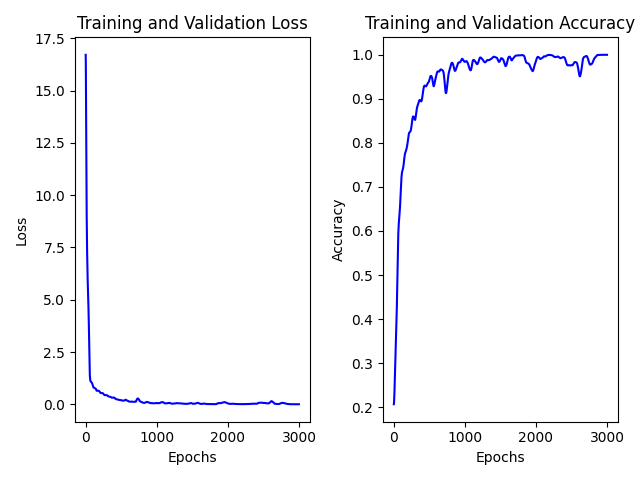 Training and Validation Loss
17.5
15.0
12.5
10.0
7.5
5.0
2.5
0.0
Loss
0 1000 2000 3000
Epochs
Training and Validation Accuracy
1.0
0.9
0.8
0.7
0.6
0.5
0.4
0.3
0.2
Accuracy
0 1000 2000 3000
Epochs